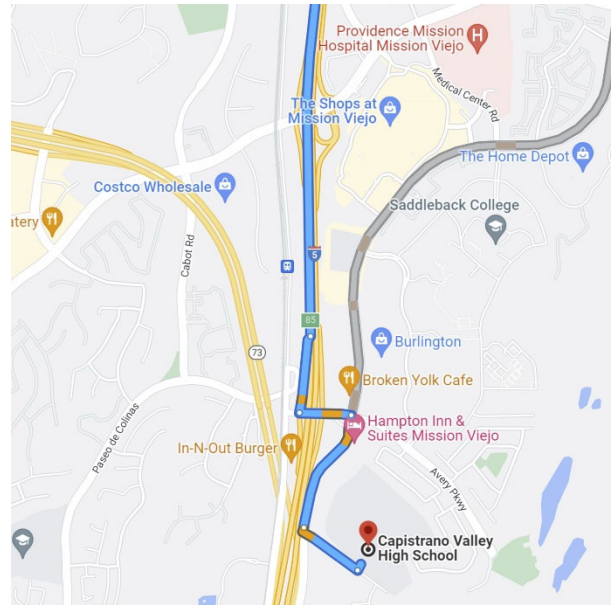 Providence Mission
Hospital Mission Viejo
H
Medical Center Rd
The Shops at
Mission Viejo
The Home Depot
Costco Wholesale
Saddleback College
atery
Cabot Rd
5
85
73
Burlington
Broken Yolk Cafe
Paseo de Colinas
Hampton Inn &
Suites Mission Viejo
In-N-Out Burger
Avery Pkwy
Capistrano Valley
High School